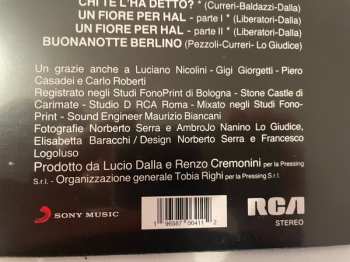 CHI TE L'HA DETTO? * (Curreri-Baldazzi-Dalla)
UN FIORE PER HAL - parte I * (Liberatori-Dalla)
UN FIORE PER HAL - parte II * (Liberatori-Dalla)
BUONANOTTE BERLINO (Pezzoli-Curreri- Lo Giudice)
Un grazie anche a Luciano Nicolini - Gigi Giorgetti - Piero
Casadei e Carlo Roberti
Registrato negli Studi FonoPrint di Bologna - Stone Castle di
Carimate - Studio D RCA Roma - Mixato negli Studi Fono-
Print - Sound Engineer Maurizio Biancani
Fotografie Norberto Serra e AmbroJo Nanino Lo Giudice,
Elisabetta Baracchi / Design Norberto Serra e Francesco
Logoluso
Prodotto da Lucio Dalla e Renzo Cremonini per la Pressing
S.r.l. - Organizzazione generale Tobia Righi per la Pressing S.r.l.
SONY MUSIC
1 96587 06411 2
RCA
STEREO